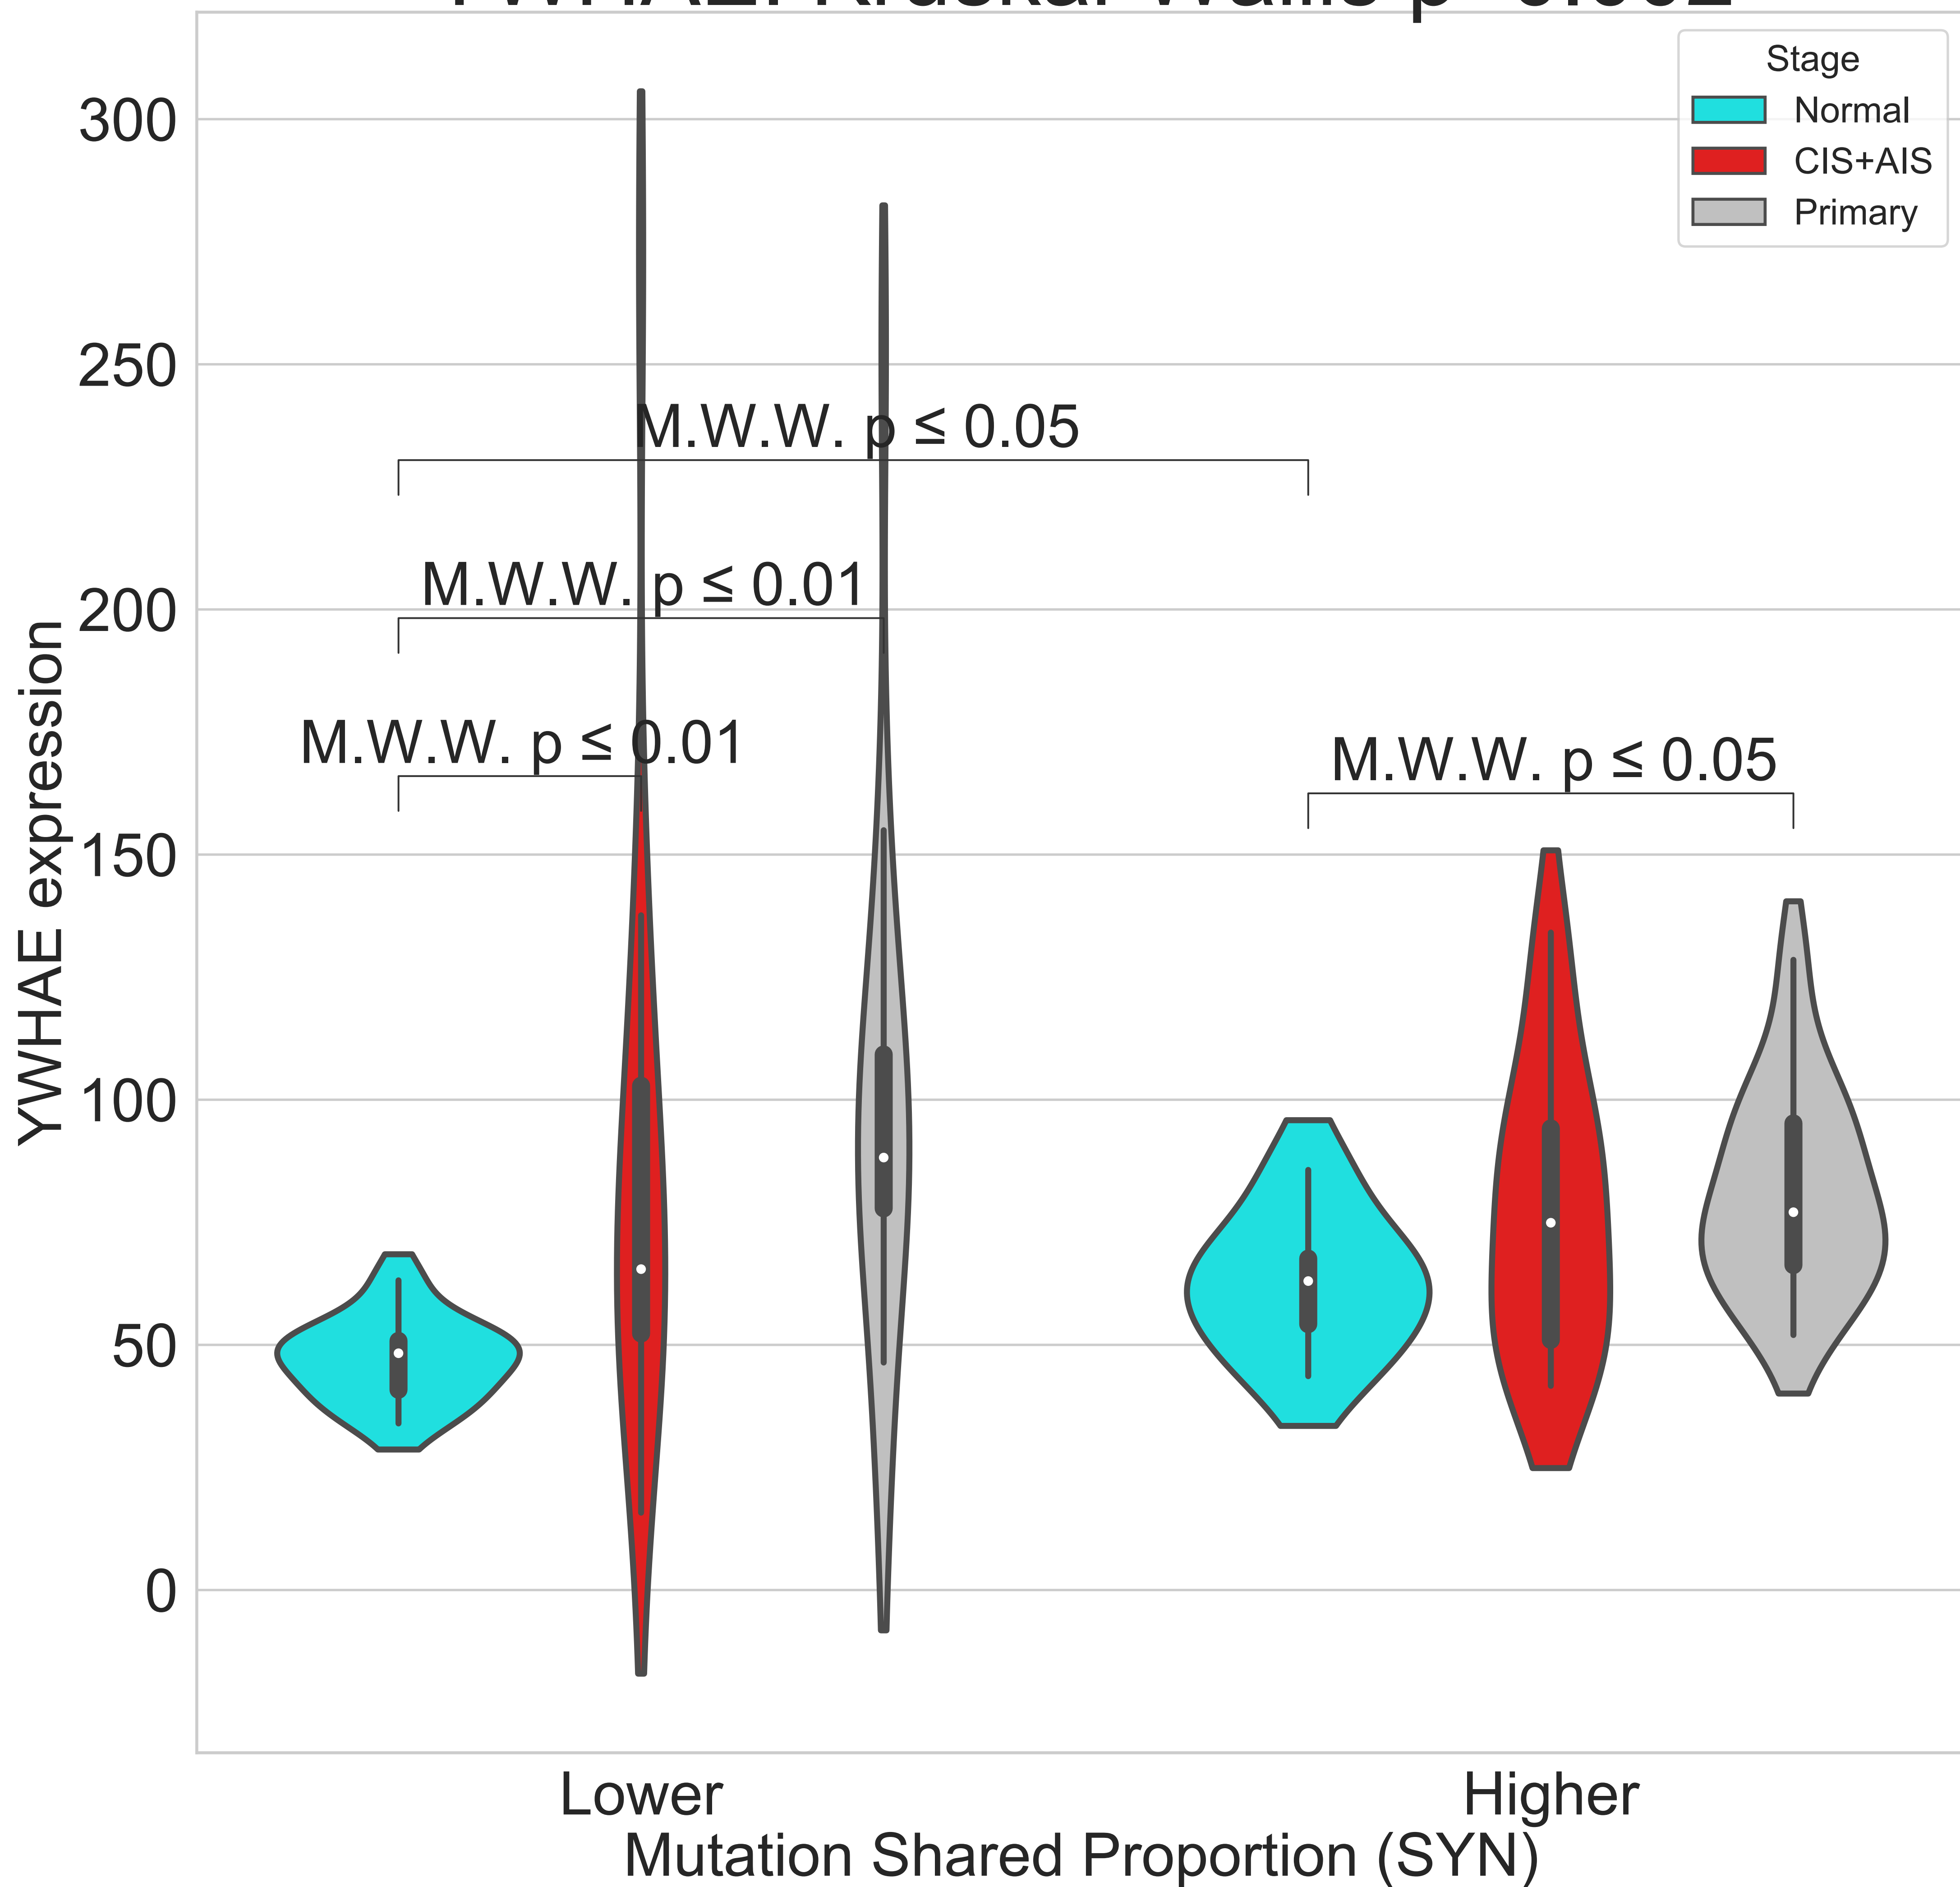 Stage
Normal
CIS+AIS
Primary
300
250
200
150
100
50
0
YWHAE expression
M.W.W. p ≤ 0.05
M.W.W. p ≤ 0.01
M.W.W. p ≤ 0.01
M.W.W. p ≤ 0.05
Lower
Higher
Mutation Shared Proportion (SYN)